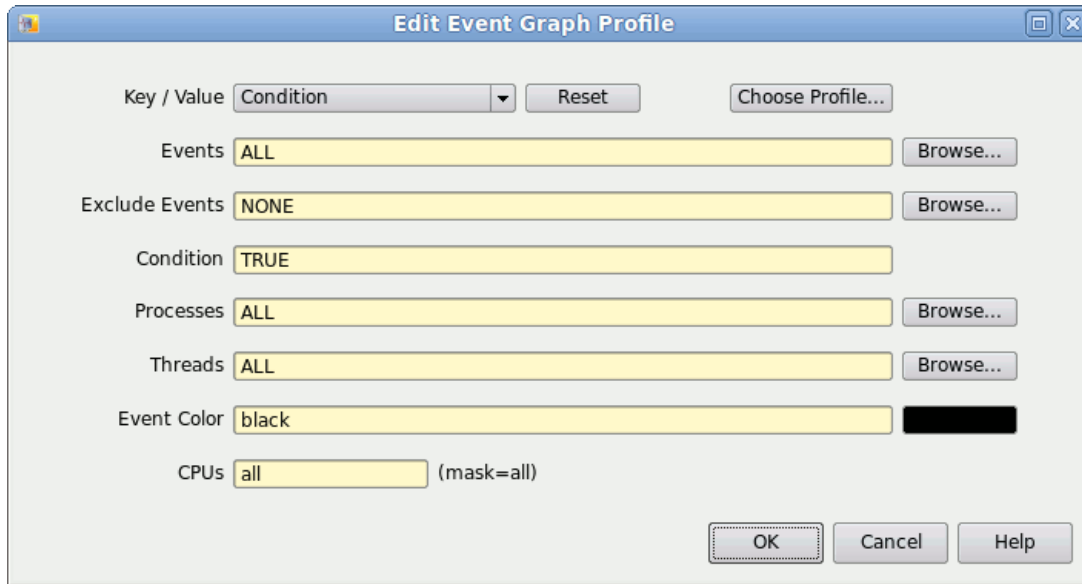 Edit Event Graph Profile
Key / Value Condition Reset Choose Profile...
Events ALL Browse...
Exclude Events NONE Browse...
Condition TRUE
Processes ALL Browse...
Threads ALL Browse...
Event Color black
CPUs all (mask=all)
OK Cancel Help